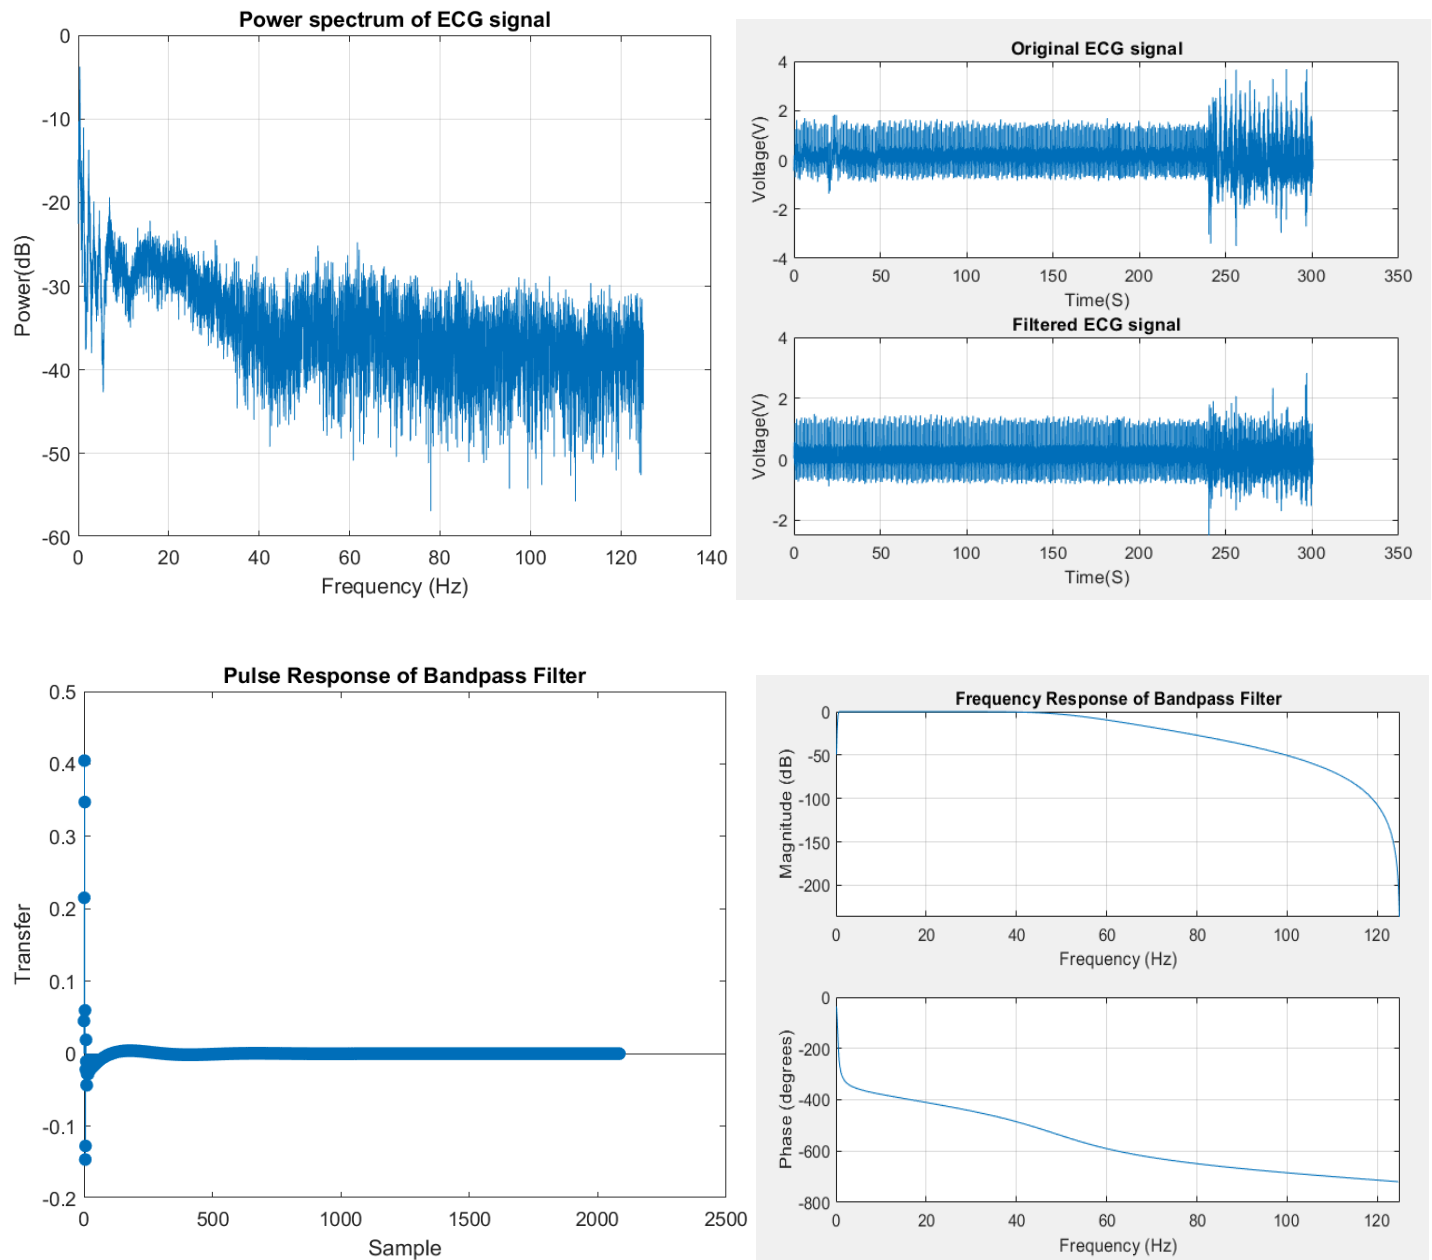 Power spectrum of ECG signal
0
-10
-20
-30
-40
-50
-60
Power(dB)
0 20 40 60 80 100 120 140
Frequency (Hz)
Original ECG signal
4
2
0
-2
-4
Voltage(V)
0 50 100 150 200 250 300 350
Time(S)
Filtered ECG signal
4
2
0
-2
Voltage(V)
0 50 100 150 200 250 300 350
Time(S)
Pulse Response of Bandpass Filter
0.5
0.4
0.3
0.2
0.1
0
-0.1
-0.2
Transfer
0 500 1000 1500 2000 2500
Sample
Frequency Response of Bandpass Filter
0
-50
-100
-150
-200
Magnitude (dB)
0 20 40 60 80 100 120
Frequency (Hz)
0
-200
-400
-600
-800
Phase (degrees)
0 20 40 60 80 100 120
Frequency (Hz)